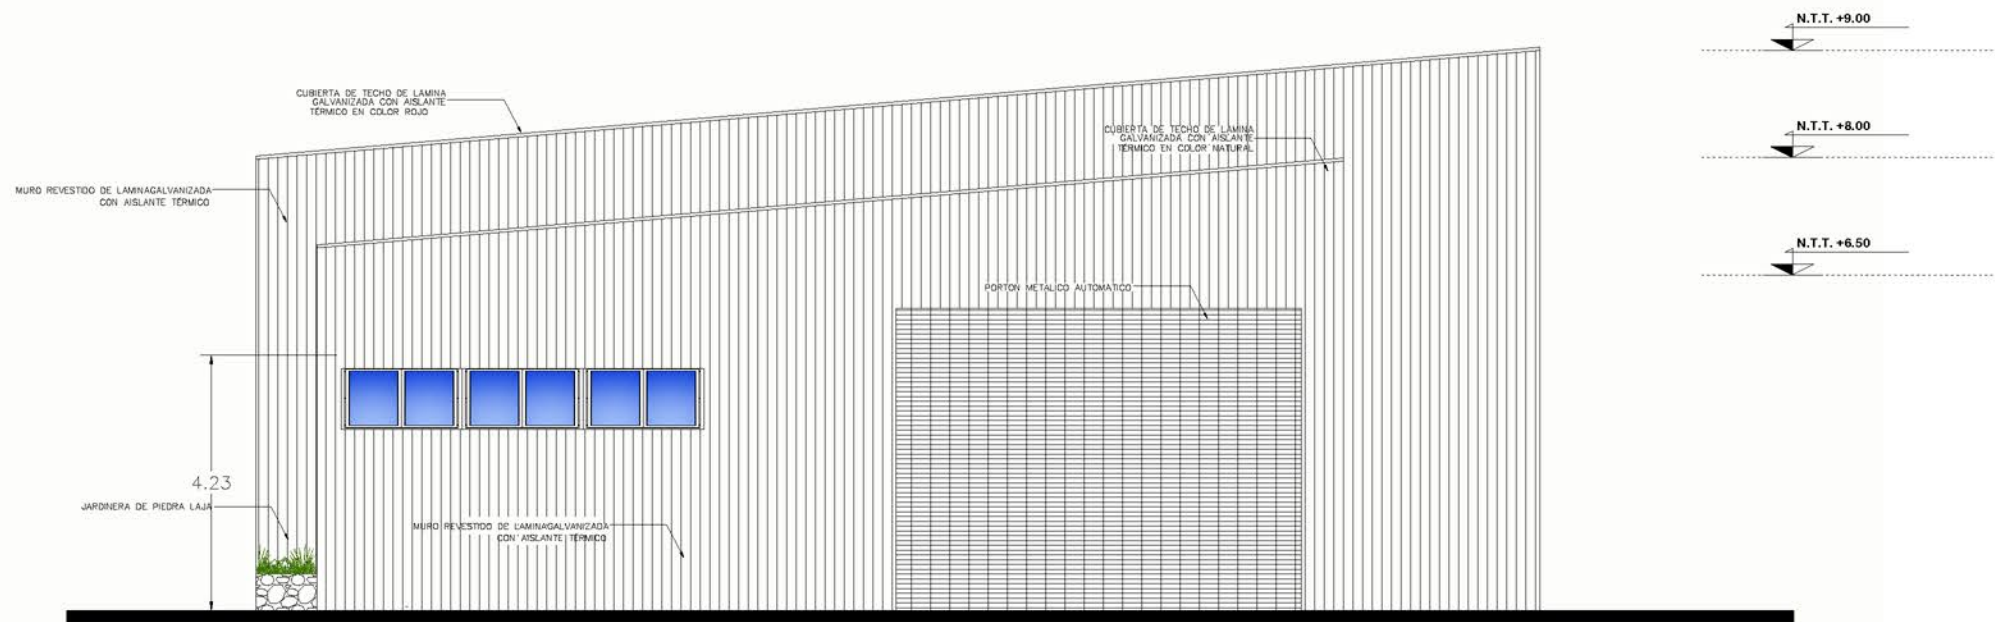 N.T.T. +9.00
CUBIERTA DE TECHO DE LAMINA
GALVANIZADA CON AISLANTE
TÉRMICO EN COLOR ROJO
CUBIERTA DE TECHO DE LAMINA
GALVANIZADA CON AISLANTE
TÉRMICO EN COLOR NATURAL
N.T.T. +8.00
MURO REVESTIDO DE LAMINAGALVANIZADA
CON AISLANTE TÉRMICO
N.T.T. +6.50
PORTON METALICO AUTOMATICO
4.23
JARDINERA DE PIEDRA LAJA
MURO REVESTIDO DE LAMINAGALVANIZADA
CON AISLANTE TÉRMICO